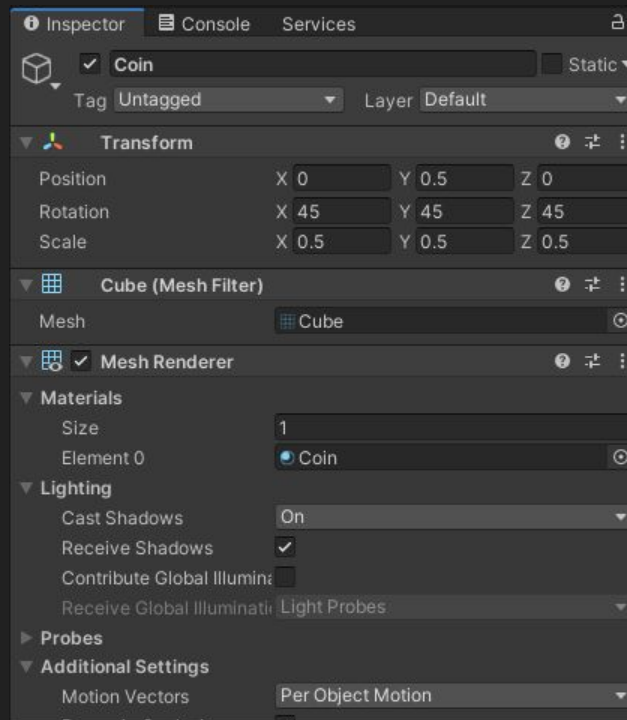 Inspector Console Services
Coin Static
Tag Untagged Layer Default
Transform
Position X 0 Y 0.5 Z 0
Rotation X 45 Y 45 Z 45
Scale X 0.5 Y 0.5 Z 0.5
Cube (Mesh Filter)
Mesh Cube
Mesh Renderer
Materials
Size 1
Element 0 Coin
Lighting
Cast Shadows On
Receive Shadows
Contribute Global Illumina
Receive Global Illuminati Light Probes
Probes
Additional Settings
Motion Vectors Per Object Motion